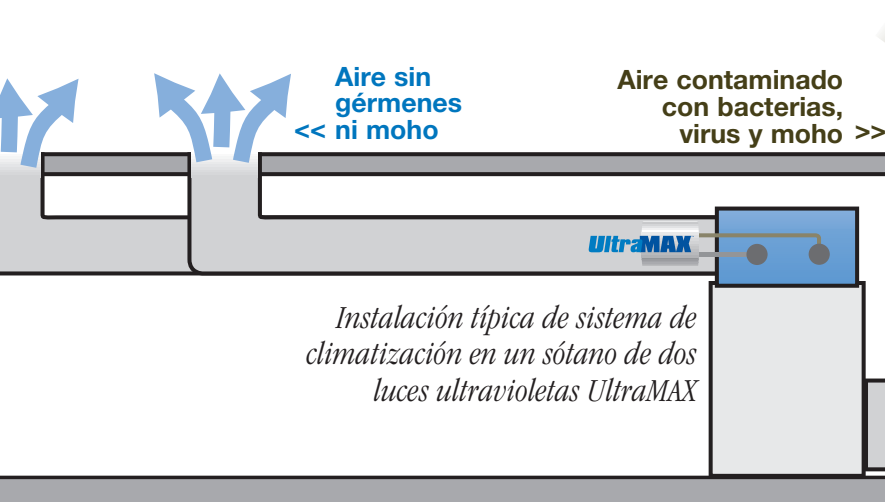 Aire sin
gérmenes
<< ni moho
Aire contaminado
con bacterias,
virus y moho >>
UltraMAX
Instalación típica de sistema de
climatización en un sótano de dos
luces ultravioletas UltraMAX